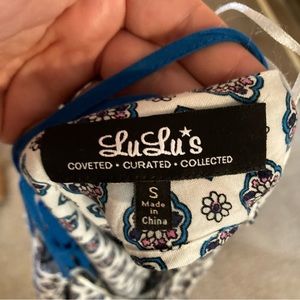 LuLu*s
COVETED • CURATED • COLLECTED
S
Made in
China